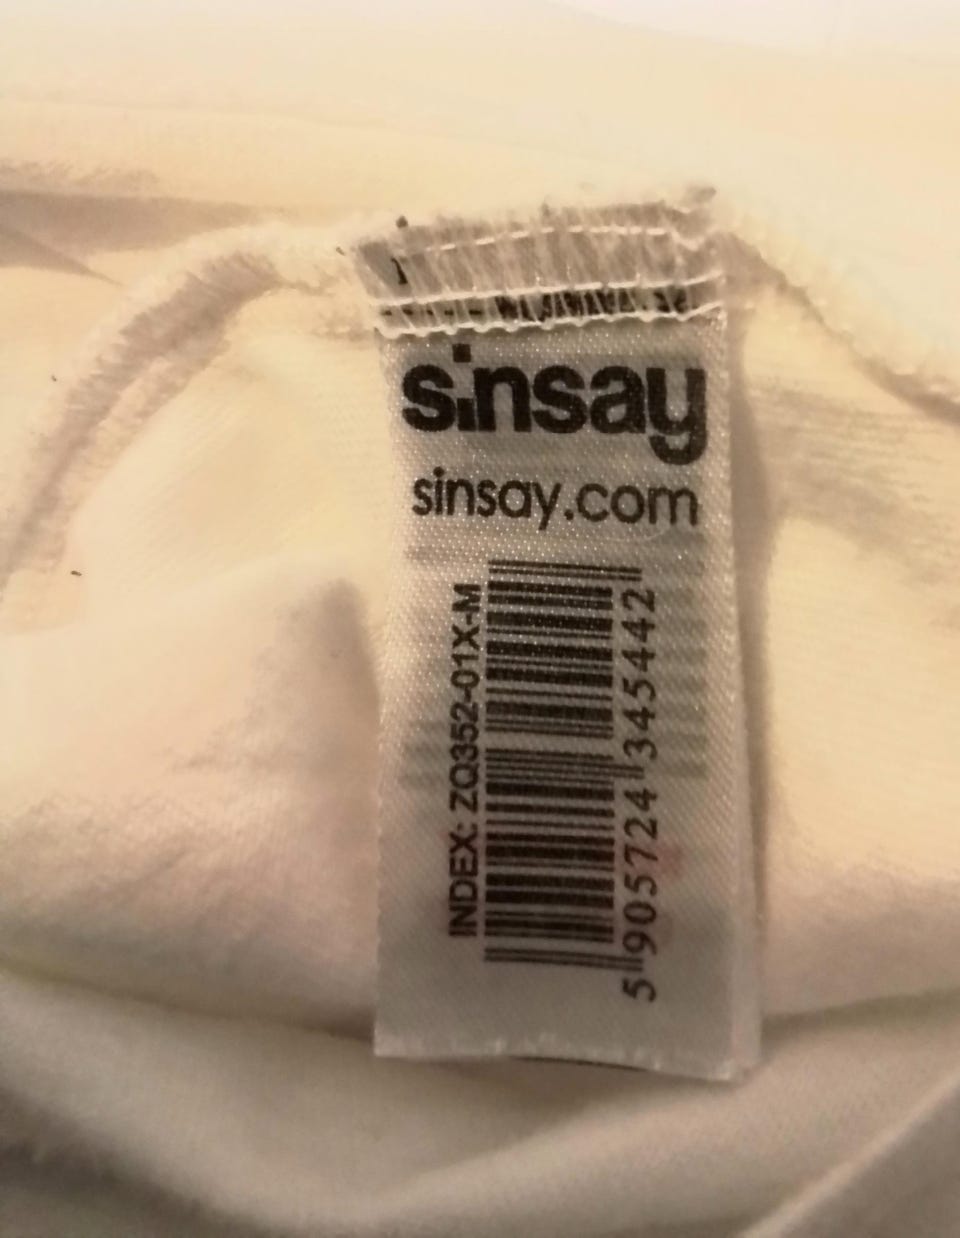 sinsay
sinsay.com
INDEX: ZQ352-01X-M
5 905724 345442